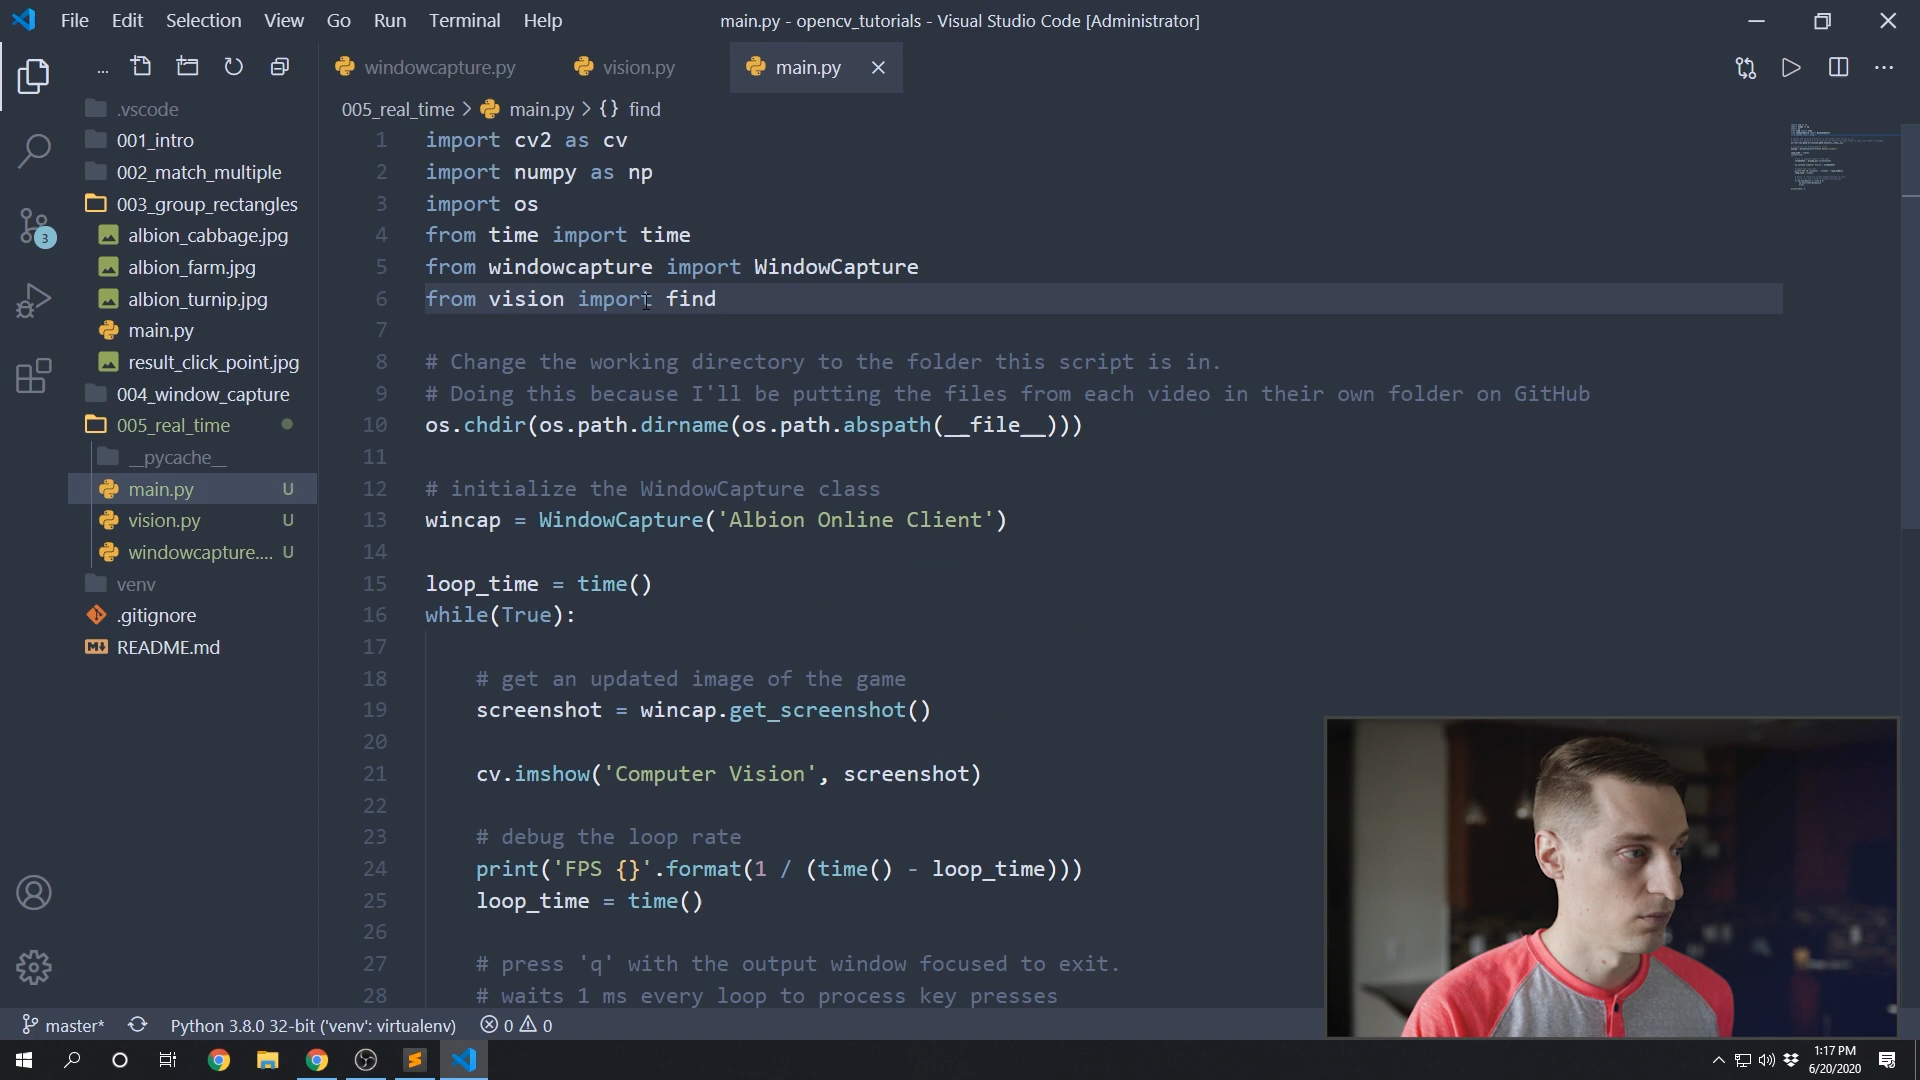 File Edit Selection View Go Run Terminal Help
main.py - opencv_tutorials - Visual Studio Code [Administrator]
...
windowcapture.py
vision.py
main.py
005_real_time > main.py > {} find
.vscode
001_intro
002_match_multiple
003_group_rectangles
albion_cabbage.jpg
albion_farm.jpg
albion_turnip.jpg
main.py
result_click_point.jpg
004_window_capture
005_real_time
__pycache__
main.py U
vision.py U
windowcapture.... U
venv
.gitignore
README.md
3
1 import cv2 as cv
2 import numpy as np
3 import os
4 from time import time
5 from windowcapture import WindowCapture
6 from vision import find
7
8 # Change the working directory to the folder this script is in.
9 # Doing this because I'll be putting the files from each video in their own folder on GitHub
10 os.chdir(os.path.dirname(os.path.abspath(__file__)))
11
12 # initialize the WindowCapture class
13 wincap = WindowCapture('Albion Online Client')
14
15 loop_time = time()
16 while(True):
17
18 # get an updated image of the game
19 screenshot = wincap.get_screenshot()
20
21 cv.imshow('Computer Vision', screenshot)
22
23 # debug the loop rate
24 print('FPS {}'.format(1 / (time() - loop_time)))
25 loop_time = time()
26
27 # press 'q' with the output window focused to exit.
28 # waits 1 ms every loop to process key presses
master* Python 3.8.0 32-bit ('venv': virtualenv) 0 0
1:17 PM
6/20/2020